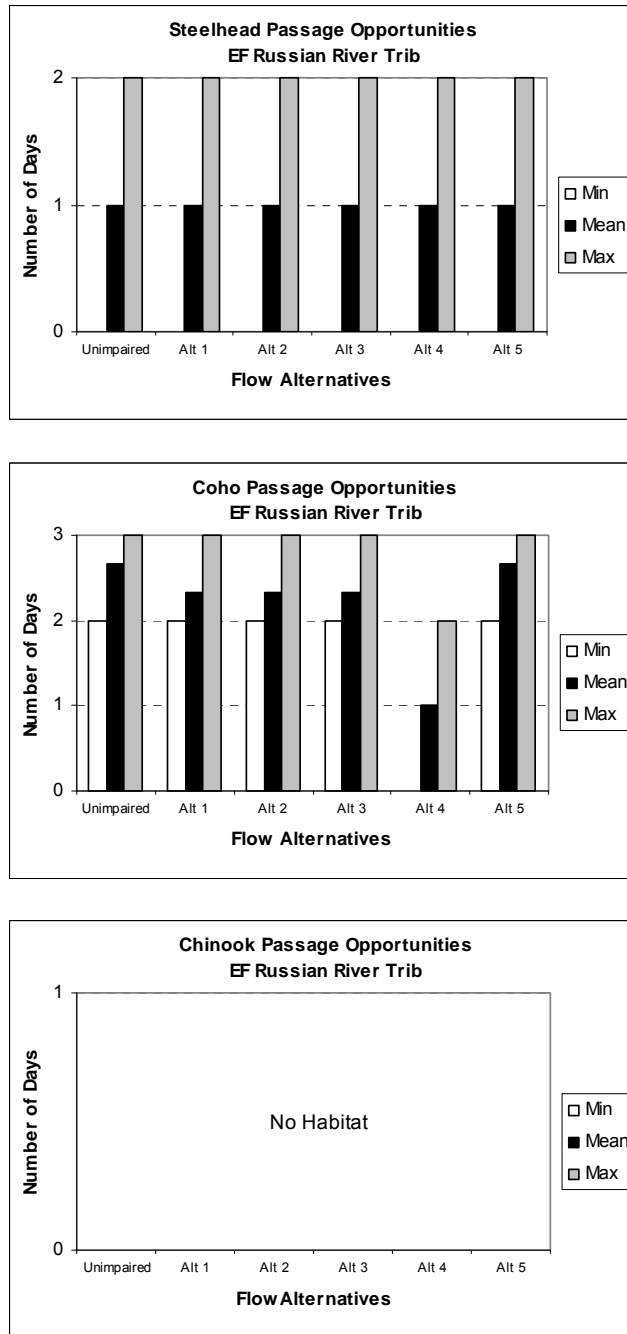 Steelhead Passage Opportunities
EF Russian River Trib
Number of Days
2
1
0
Unimpaired Alt 1 Alt 2 Alt 3 Alt 4 Alt 5
Flow Alternatives
Min
Mean
Max
Coho Passage Opportunities
EF Russian River Trib
Number of Days
3
2
1
0
Unimpaired Alt 1 Alt 2 Alt 3 Alt 4 Alt 5
Flow Alternatives
Min
Mean
Max
Chinook Passage Opportunities
EF Russian River Trib
Number of Days
1
No Habitat
0
Unimpaired Alt 1 Alt 2 Alt 3 Alt 4 Alt 5
Flow Alternatives
Min
Mean
Max